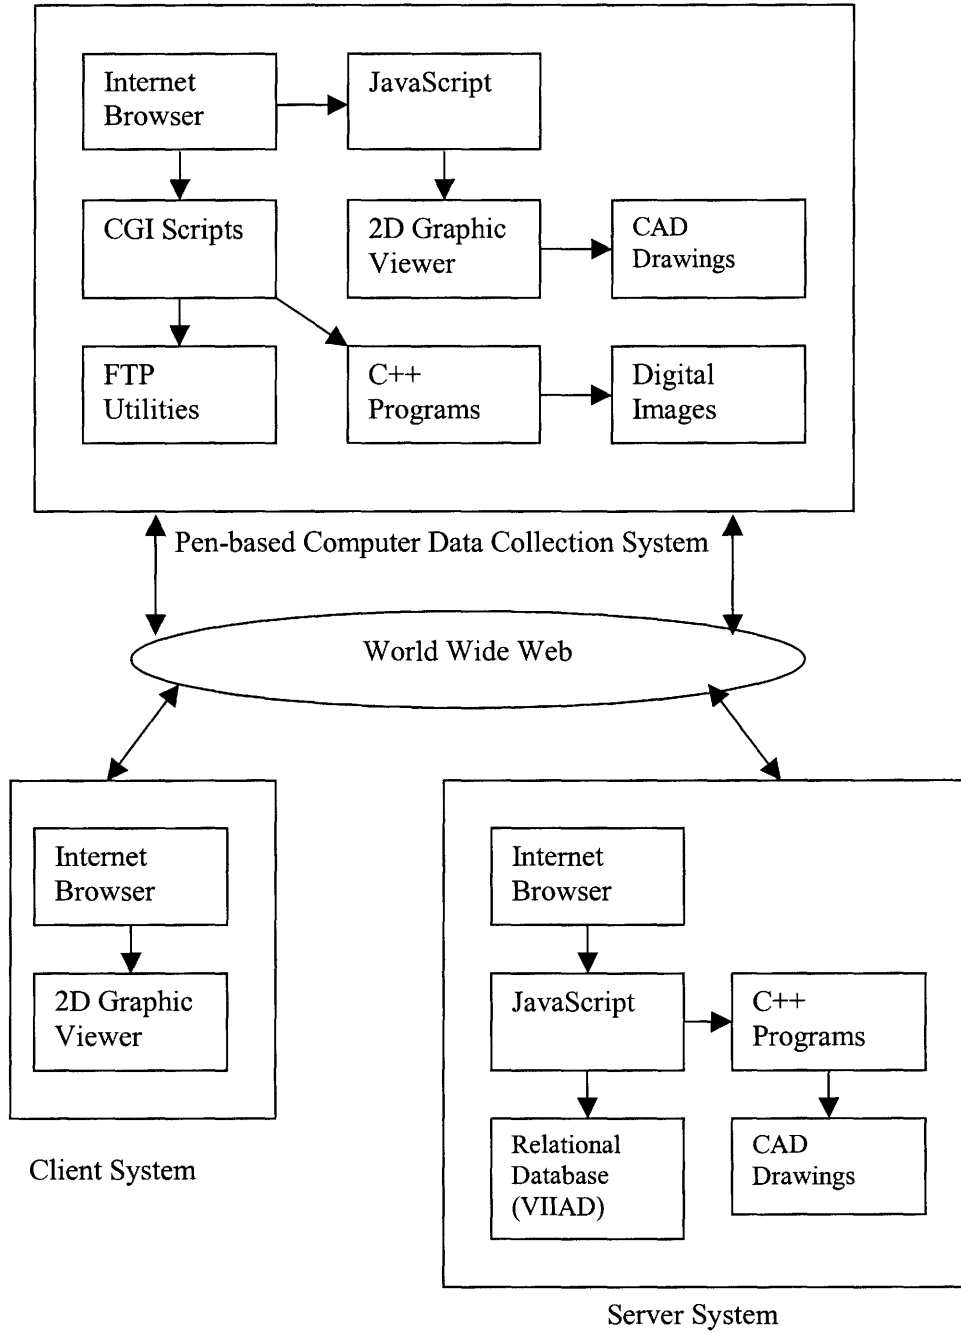 Internet
Browser
JavaScript
CGI Scripts
2D Graphic
Viewer
CAD
Drawings
FTP
Utilities
C++
Programs
Digital
Images
Pen-based Computer Data Collection System
World Wide Web
Internet
Browser
2D Graphic
Viewer
Client System
Internet
Browser
JavaScript
C++
Programs
Relational
Database
(VIIAD)
CAD
Drawings
Server System